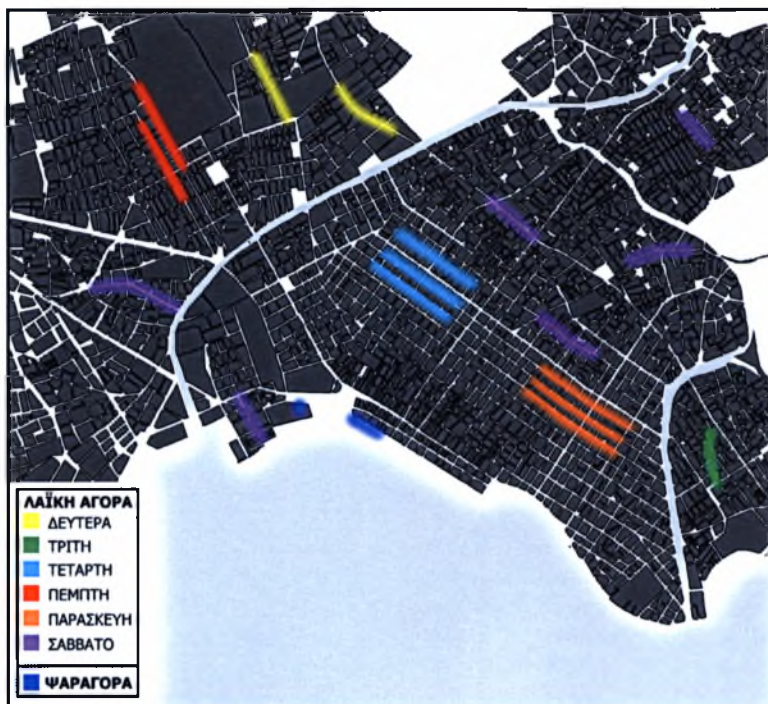 ΛΑΪΚΗ ΑΓΟΡΑ
ΔΕΥΤΕΡΑ
ΤΡΙΤΗ
ΤΕΤΑΡΤΗ
ΠΕΜΠΤΗ
ΠΑΡΑΣΚΕΥΗ
ΣΑΒΒΑΤΟ
ΨΑΡΑΓΟΡΑ